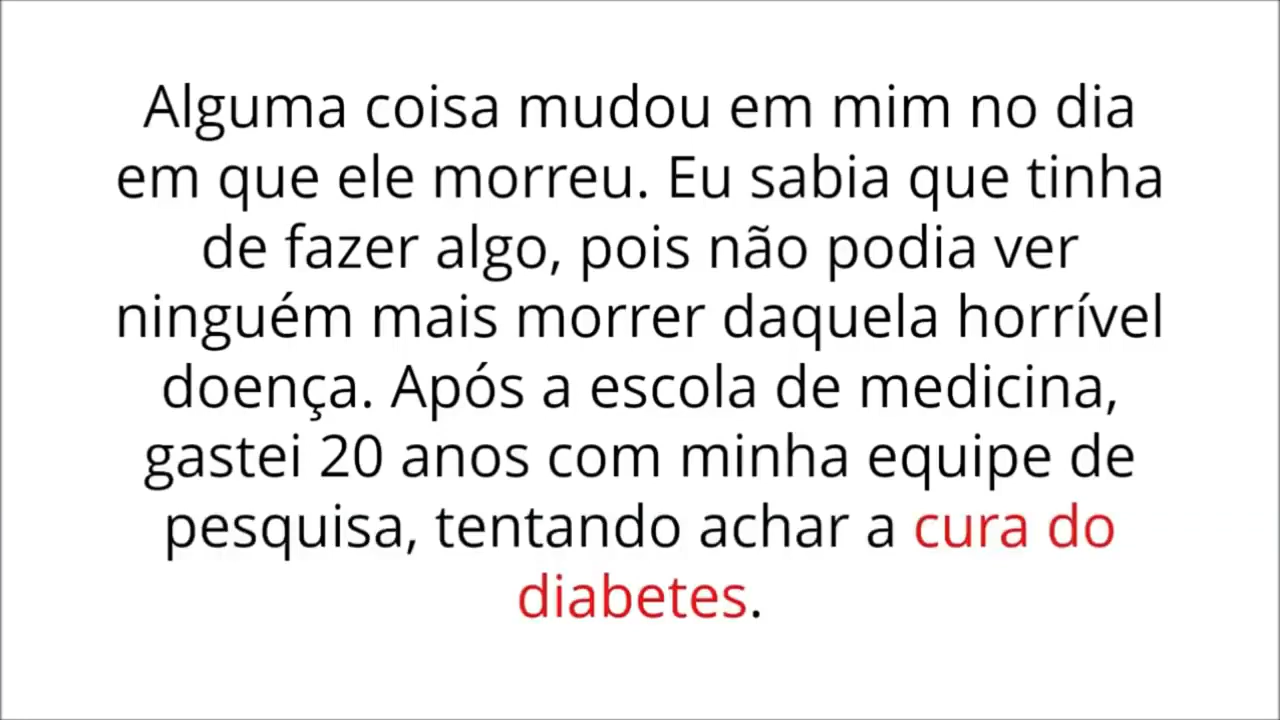 Alguma coisa mudou em mim no dia
em que ele morreu. Eu sabia que tinha
de fazer algo, pois não podia ver
ninguém mais morrer daquela horrível
doença. Após a escola de medicina,
gastei 20 anos com minha equipe de
pesquisa, tentando achar a cura do
diabetes.